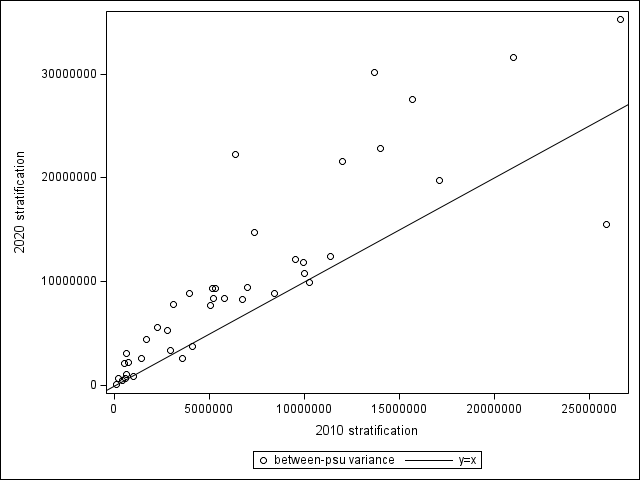 30000000
20000000
10000000
0
2020 stratification
0 5000000 10000000 15000000 20000000 25000000
2010 stratification
between-psu variance y=x